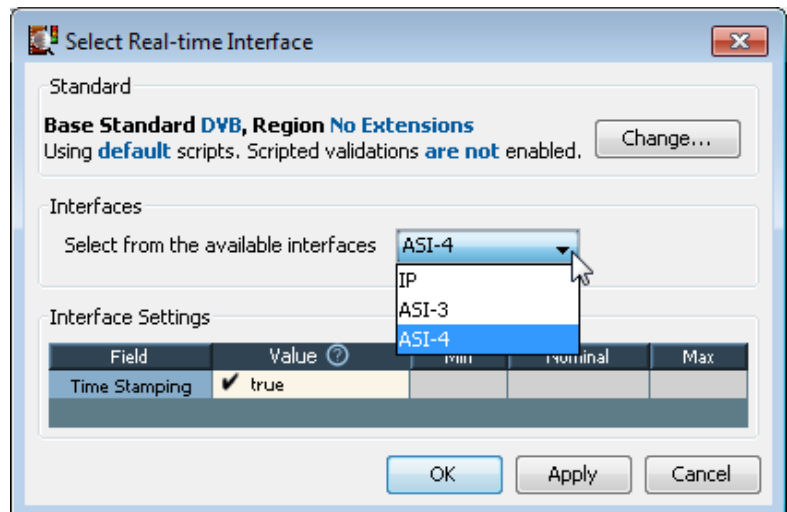 Select Real-time Interface
Standard
Base Standard DVB, Region No Extensions
Using default scripts. Scripted validations are not enabled.
Change...
Interfaces
Select from the available interfaces ASI-4
IP
ASI-3
ASI-4
Interface Settings
Field Value Min Nominal Max
Time Stamping true
OK Apply Cancel